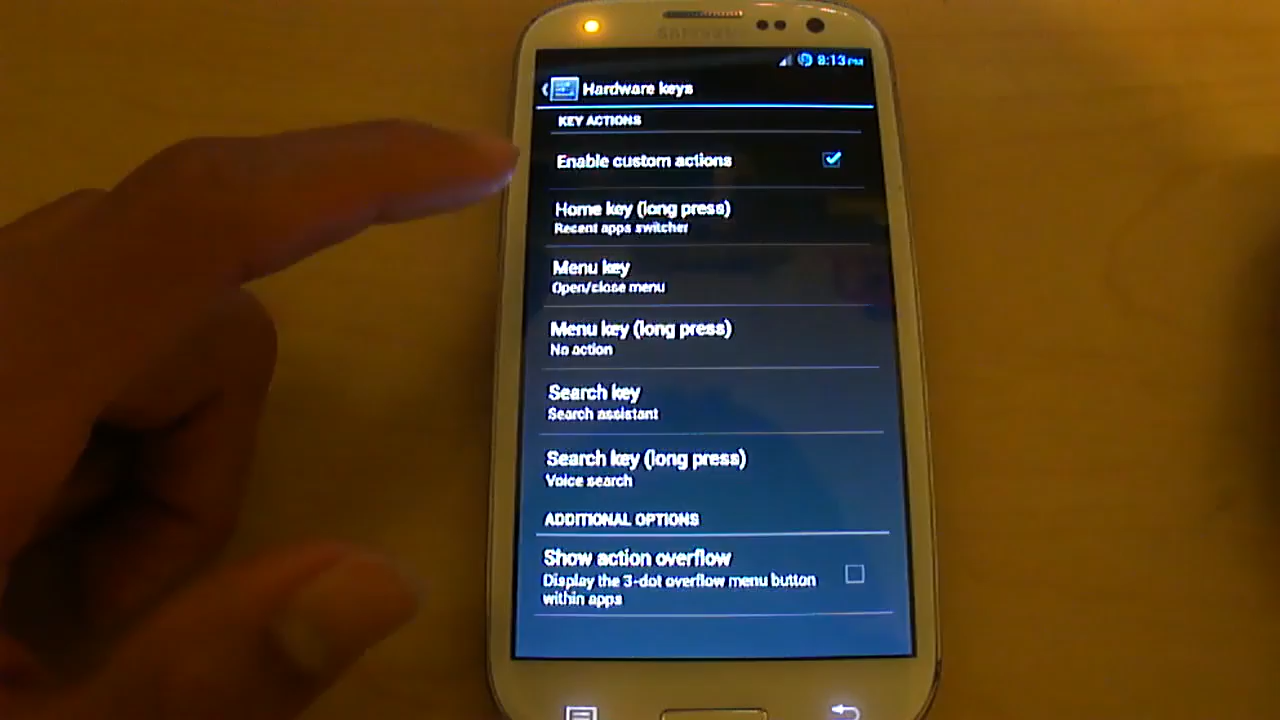 SAMSUNG
8:13 PM
Hardware keys
KEY ACTIONS
Enable custom actions
Home key (long press)
Recent apps switcher
Menu key
Open/close menu
Menu key (long press)
No action
Search key
Search assistant
Search key (long press)
Voice search
ADDITIONAL OPTIONS
Show action overflow
Display the 3-dot overflow menu button
within apps